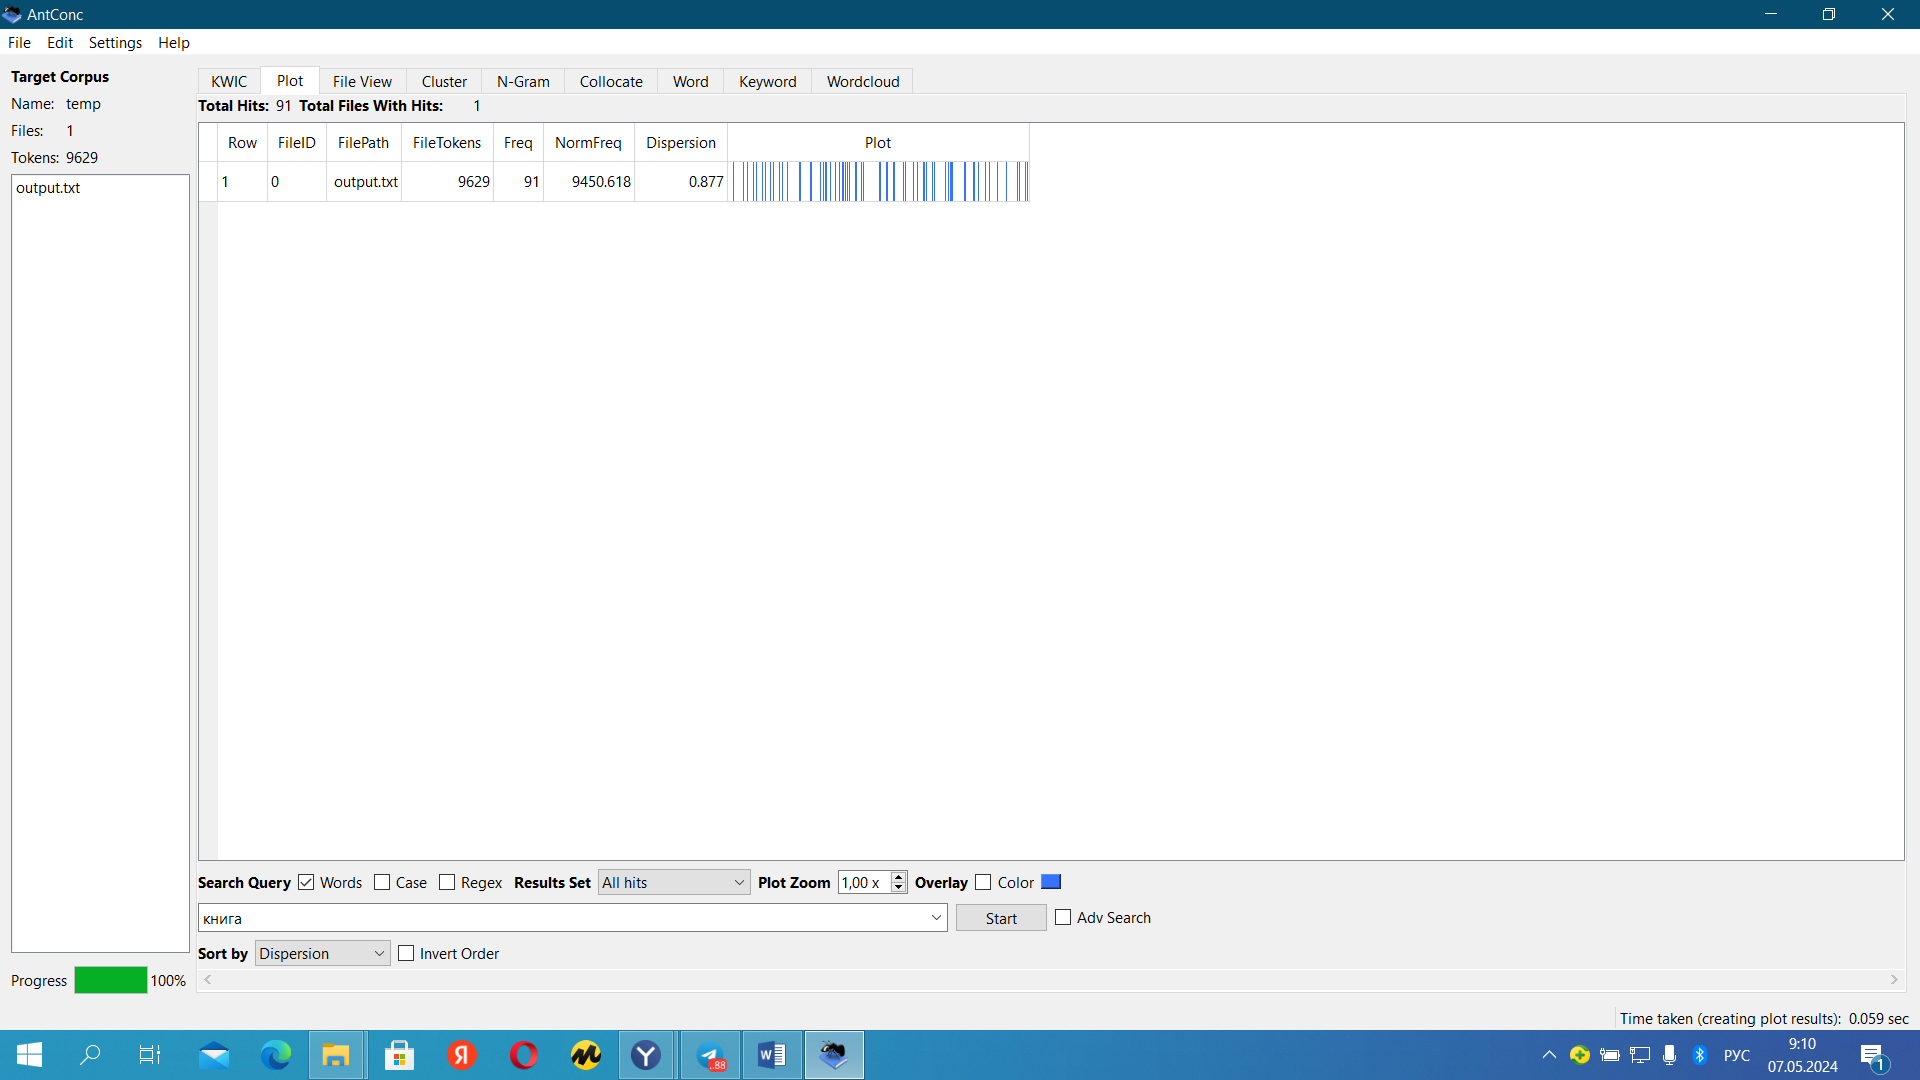 AntConc
File Edit Settings Help
Target Corpus
Name: temp
Files: 1
Tokens: 9629
output.txt
Progress 100%
KWIC Plot File View Cluster N-Gram Collocate Word Keyword Wordcloud
Total Hits: 91 Total Files With Hits: 1
Row FileID FilePath FileTokens Freq NormFreq Dispersion Plot
1 0 output.txt 9629 91 9450.618 0.877
Search Query Words Case Regex Results Set All hits Plot Zoom 1,00 x Overlay Color
книга Start Adv Search
Sort by Dispersion Invert Order
Time taken (creating plot results): 0.059 sec
Я Y ..88 W РУС 9:10
07.05.2024 1